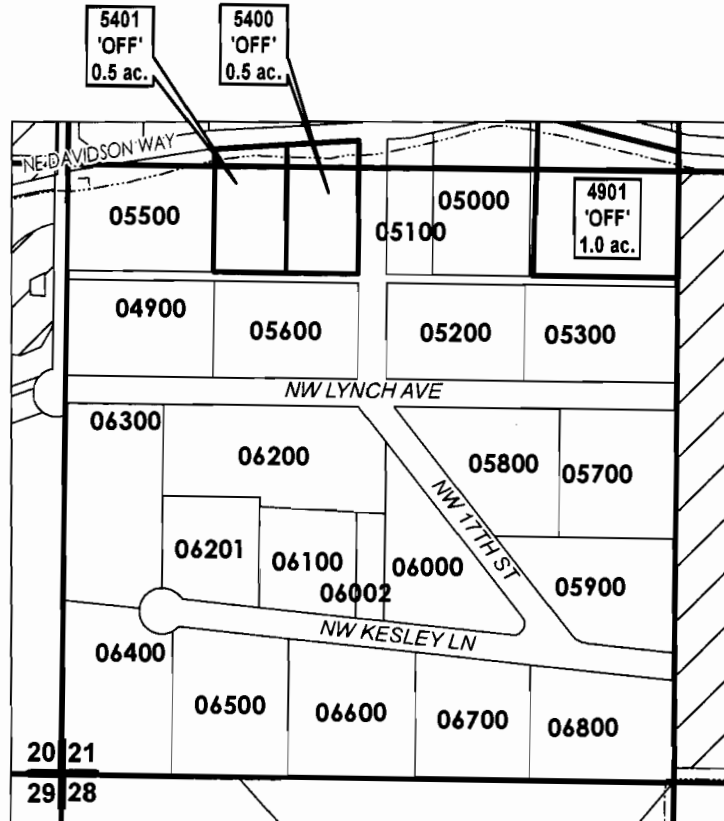 5401
'OFF'
0.5 ac.
5400
'OFF'
0.5 ac.
NE DAVIDSON WAY
4901
'OFF'
1.0 ac.
05500
05100
05000
04900
05600
05200
05300
NW LYNCH AVE
06300
06200
05800
05700
NW 17TH ST
06201
06100
06002
06000
05900
NW KESLEY LN
06400
06500
06600
06700
06800
20 21
29 28